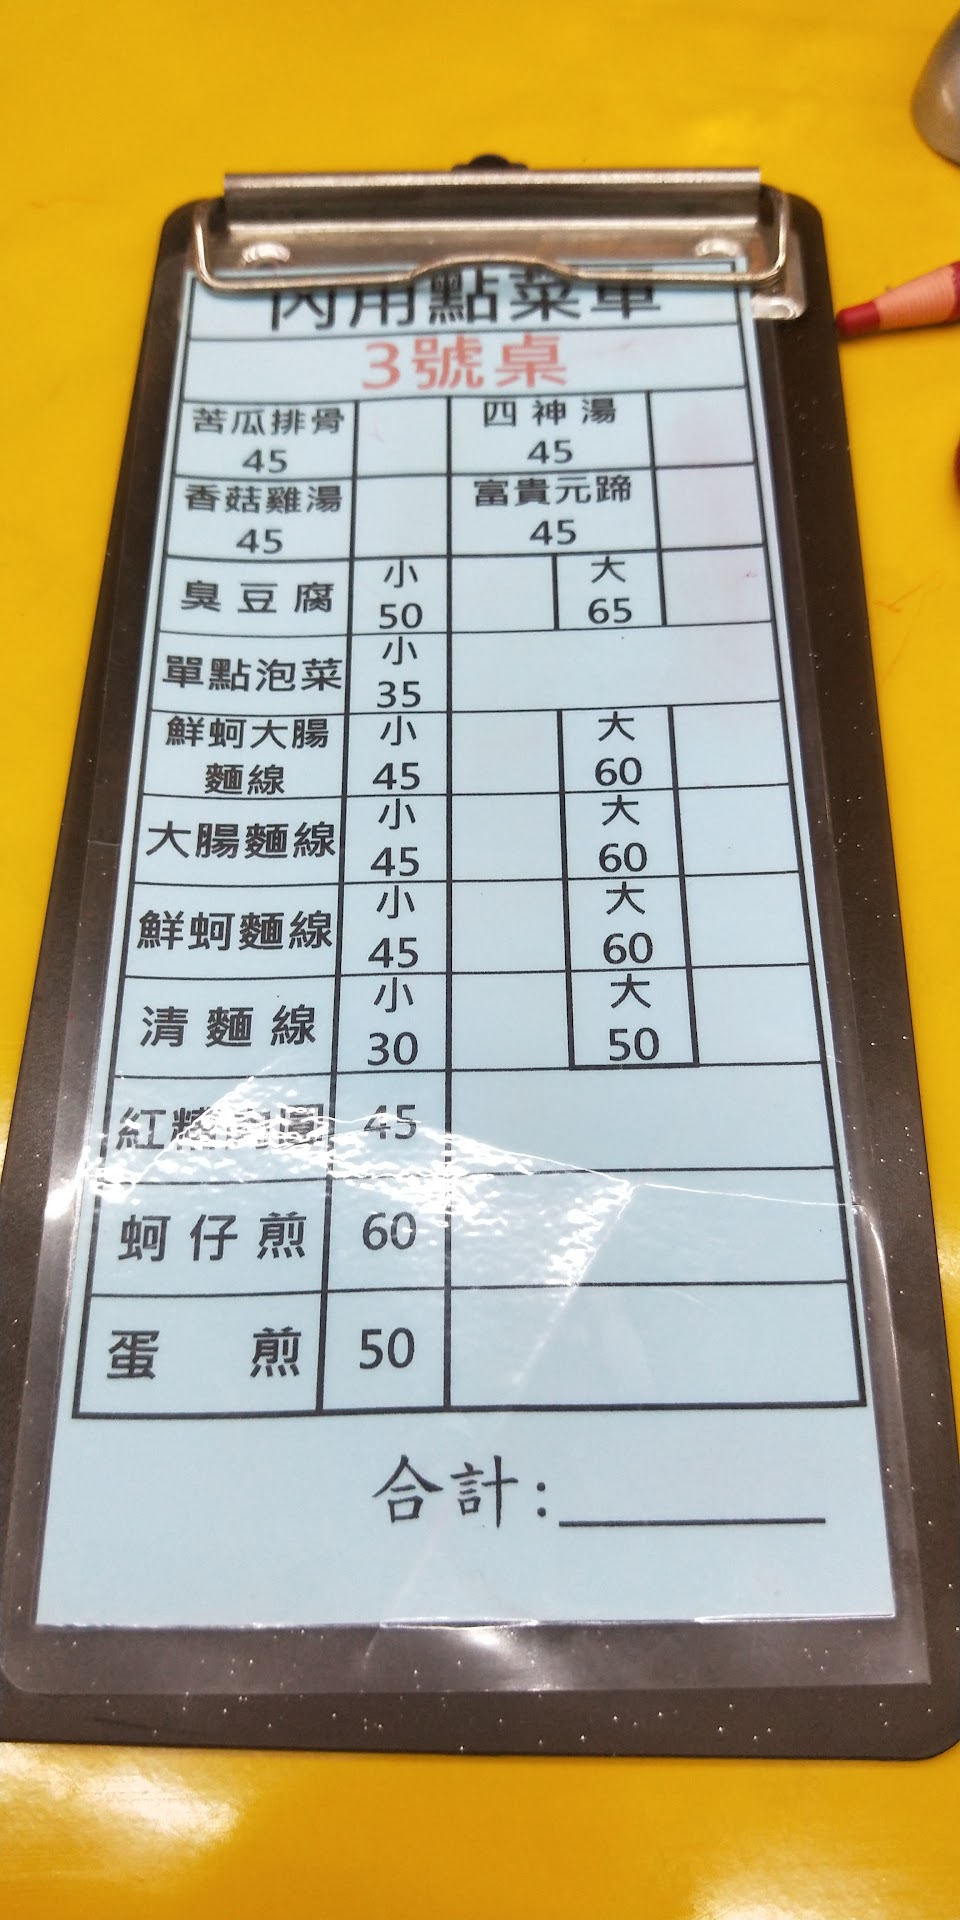 內用點菜單
3號桌
苦瓜排骨 四神湯
45 45
香菇雞湯 富貴元蹄
45 45
臭豆腐 小 大
50 65
單點泡菜 小
35
鮮蚵大腸 小 大
麵線 45 60
大腸麵線 小 大
45 60
鮮蚵麵線 小 大
45 60
清麵線 小 大
30 50
紅糟肉圓 45
蚵仔煎 60
蛋煎 50
合計: